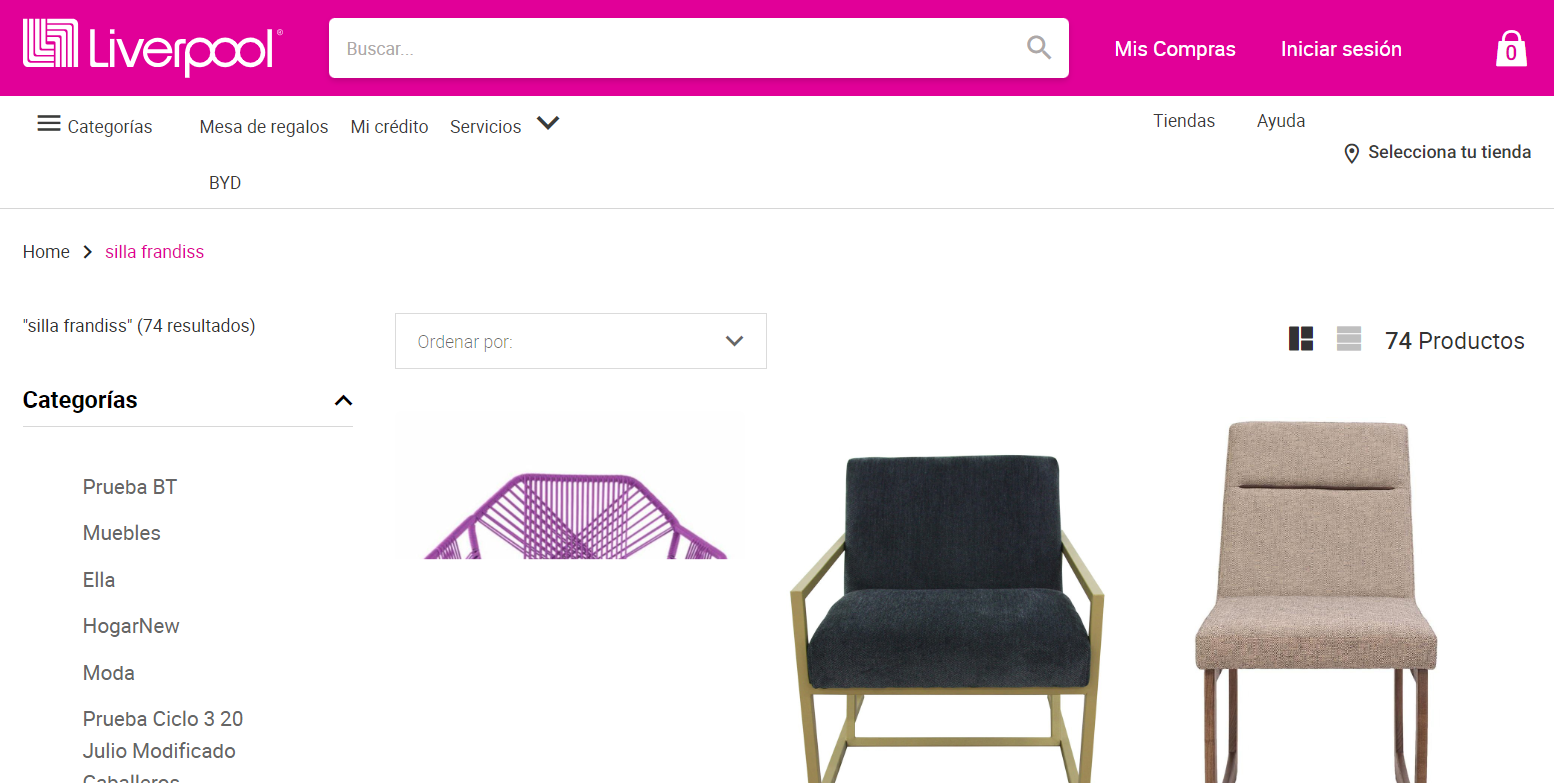 Liverpool®
Buscar...
Mis Compras
Iniciar sesión
0
Categorías
Mesa de regalos
Mi crédito
Servicios
Tiendas
Ayuda
Selecciona tu tienda
BYD
Home
silla frandiss
"silla frandiss" (74 resultados)
Ordenar por:
74 Productos
Categorías
Prueba BT
Muebles
Ella
HogarNew
Moda
Prueba Ciclo 3 20
Julio Modificado
Caballeros